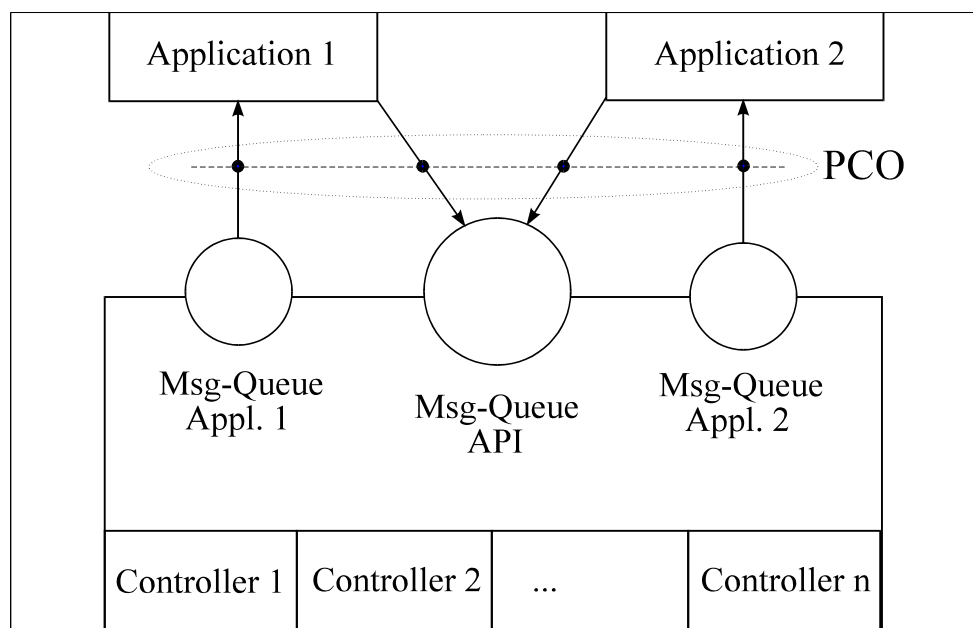 Application 1
Application 2
PCO
Msg-Queue
Appl. 1
Msg-Queue
API
Msg-Queue
Appl. 2
Controller 1
Controller 2
...
Controller n